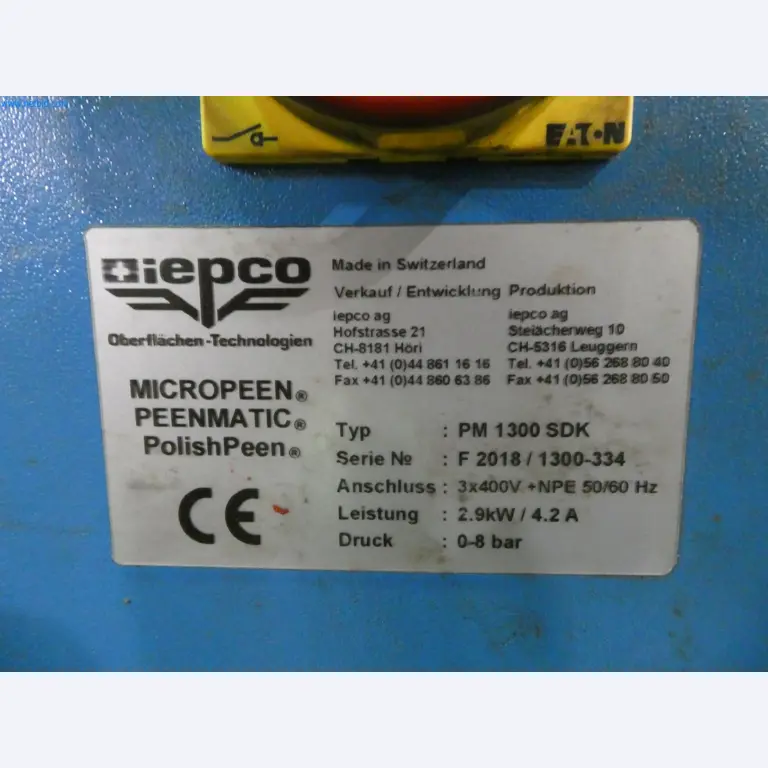 EATON
iepco
Oberflächen-Technologien
MICROPEEN®
PEENMATIC®
PolishPeen®
CE
Made in Switzerland
Verkauf / Entwicklung Produktion
iepco ag
Hofstrasse 21
CH-8181 Höri
Tel. +41 (0)44 861 16 16
Fax +41 (0)44 860 63 86
iepco ag
Steiächerweg 10
CH-5316 Leuggern
Tel. +41 (0)56 268 80 40
Fax +41 (0)56 268 80 50
Typ : PM 1300 SDK
Serie № : F 2018 / 1300-334
Anschluss : 3x400V +NPE 50/60 Hz
Leistung : 2.9kW / 4.2 A
Druck : 0-8 bar